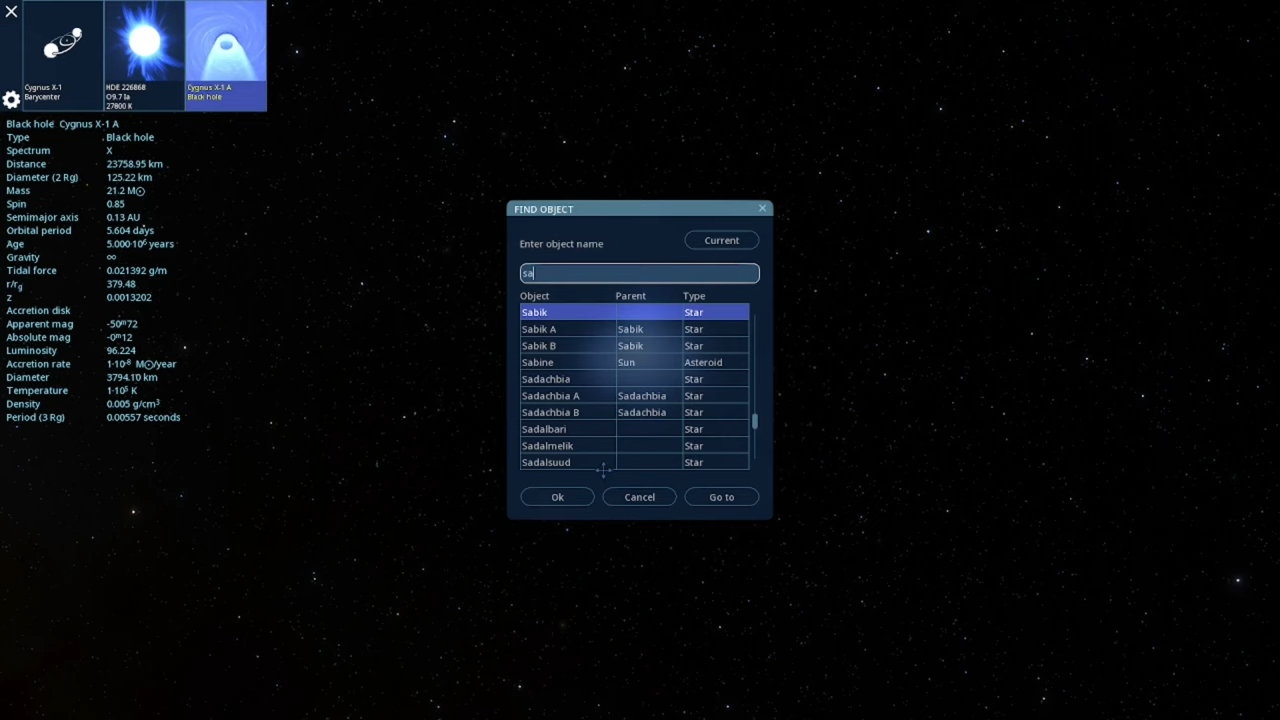 Cygnus X-1
Barycenter
HDE 226868
O9.7 Ia
27800 K
Cygnus X-1 A
Black hole
Black hole Cygnus X-1 A
Type Black hole
Spectrum X
Distance 23758.95 km
Diameter (2 Rg) 125.22 km
Mass 21.2 M☉
Spin 0.85
Semimajor axis 0.13 AU
Orbital period 5.604 days
Age 5.000·10⁶ years
Gravity ∞
Tidal force 0.021392 g/m
r/rg 379.48
z 0.0013202
Accretion disk
Apparent mag -50ᵐ72
Absolute mag -0ᵐ12
Luminosity 96.224
Accretion rate 1·10⁻⁸ M☉/year
Diameter 3794.10 km
Temperature 1·10⁵ K
Density 0.005 g/cm³
Period (3 Rg) 0.00557 seconds
FIND OBJECT
Enter object name Current
sa
Object Parent Type
Sabik Star
Sabik A Sabik Star
Sabik B Sabik Star
Sabine Sun Asteroid
Sadachbia Star
Sadachbia A Sadachbia Star
Sadachbia B Sadachbia Star
Sadalbari Star
Sadalmelik Star
Sadalsuud Star
Ok Cancel Go to